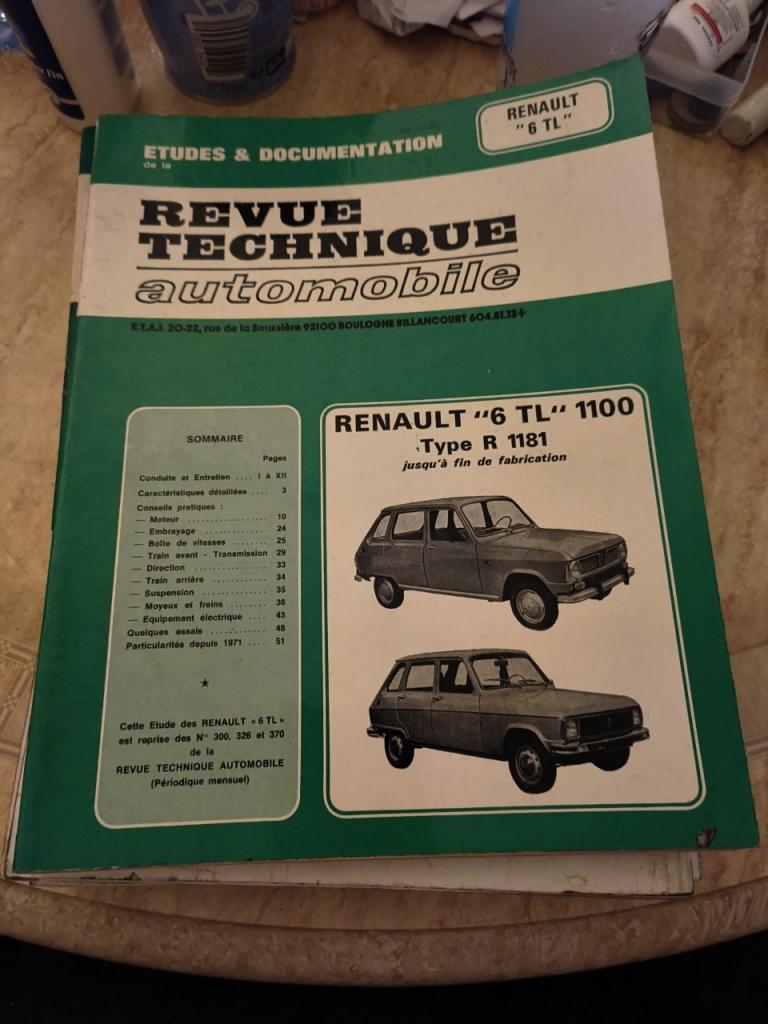 RENAULT
"6 TL"
ETUDES & DOCUMENTATION
de la
REVUE
TECHNIQUE
automobile
E.T.A.I. 20-22, rue de la Saussière 92100 BOULOGNE BILLANCOURT 604.81.13+
SOMMAIRE
Pages
Conduite et Entretien .... I à XII
Caractéristiques détaillées .... 3
Conseils pratiques :
— Moteur .................. 10
— Embrayage .............. 24
— Boîte de vitesses ........ 25
— Train avant - Transmission 29
— Direction ................ 33
— Train arrière ............ 34
— Suspension .............. 35
— Moyeux et freins ........ 38
— Equipement électrique .... 43
Quelques essais ............ 48
Particularités depuis 1971 .... 51
★
Cette Etude des RENAULT « 6 TL »
est reprise des N°s 300, 326 et 370
de la
REVUE TECHNIQUE AUTOMOBILE
(Périodique mensuel)
RENAULT "6 TL" 1100
Type R 1181
jusqu'à fin de fabrication